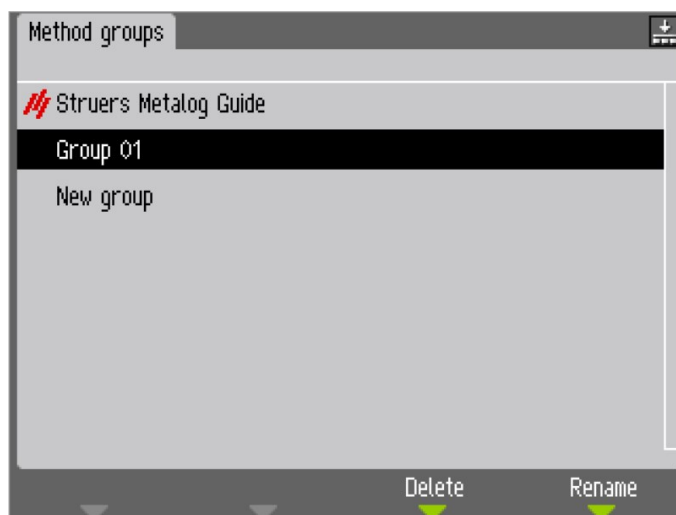 Method groups
Struers Metalog Guide
Group 01
New group
Delete Rename